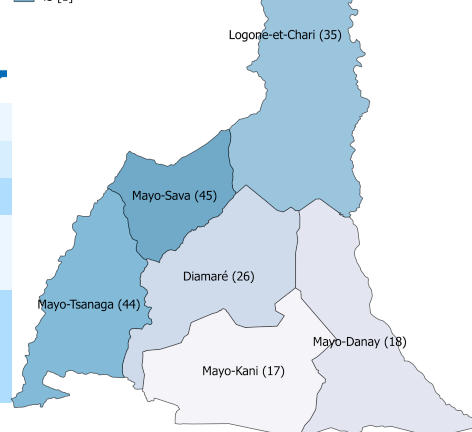 Logone-et-Chari (35)
Mayo-Sava (45)
Diamaré (26)
Mayo-Tsanaga (44)
Mayo-Danay (18)
Mayo-Kani (17)